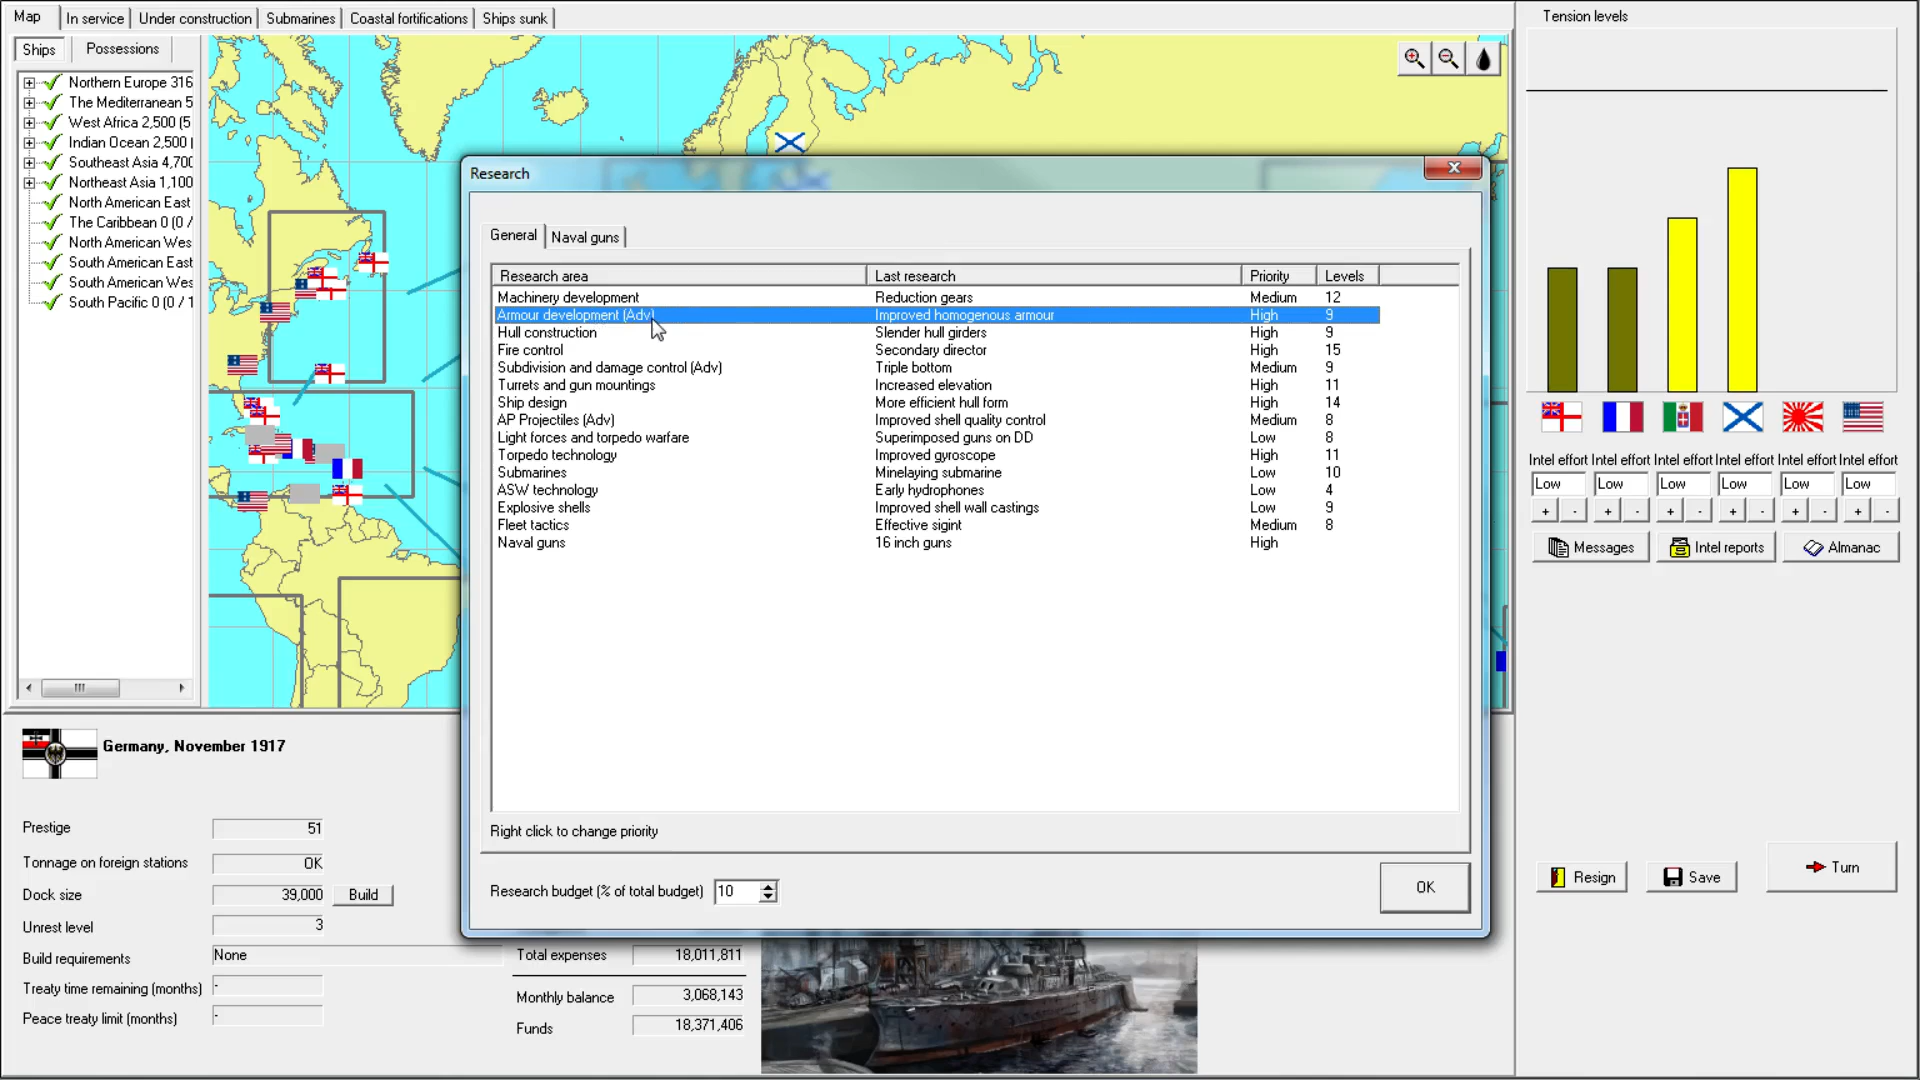 Map
In service
Under construction
Submarines
Coastal fortifications
Ships sunk
Ships
Possessions
Northern Europe 316
The Mediterranean 5
West Africa 2,500 (5
Indian Ocean 2,500 (
Southeast Asia 4,700
Northeast Asia 1,100
North American East
The Caribbean 0 (0 /
North American Wes
South American East
South American Wes
South Pacific 0 (0 / 1
Research
General
Naval guns
Research area Last research Priority Levels
Machinery development Reduction gears Medium 12
Armour development (Adv) Improved homogenous armour High 9
Hull construction Slender hull girders High 9
Fire control Secondary director High 15
Subdivision and damage control (Adv) Triple bottom Medium 9
Turrets and gun mountings Increased elevation High 11
Ship design More efficient hull form High 14
AP Projectiles (Adv) Improved shell quality control Medium 8
Light forces and torpedo warfare Superimposed guns on DD Low 8
Torpedo technology Improved gyroscope High 11
Submarines Minelaying submarine Low 10
ASW technology Early hydrophones Low 4
Explosive shells Improved shell wall castings Low 9
Fleet tactics Effective sigint Medium 8
Naval guns 16 inch guns High
Right click to change priority
Research budget (% of total budget) 10
OK
Tension levels
Intel effort Intel effort Intel effort Intel effort Intel effort Intel effort
Low Low Low Low Low Low
+ - + - + - + - + - + -
Messages
Intel reports
Almanac
Resign
Save
Turn
Germany, November 1917
Prestige 51
Tonnage on foreign stations OK
Dock size 39,000 Build
Unrest level 3
Build requirements None
Treaty time remaining (months) -
Peace treaty limit (months) -
Total expenses 18,011,811
Monthly balance 3,068,143
Funds 18,371,406